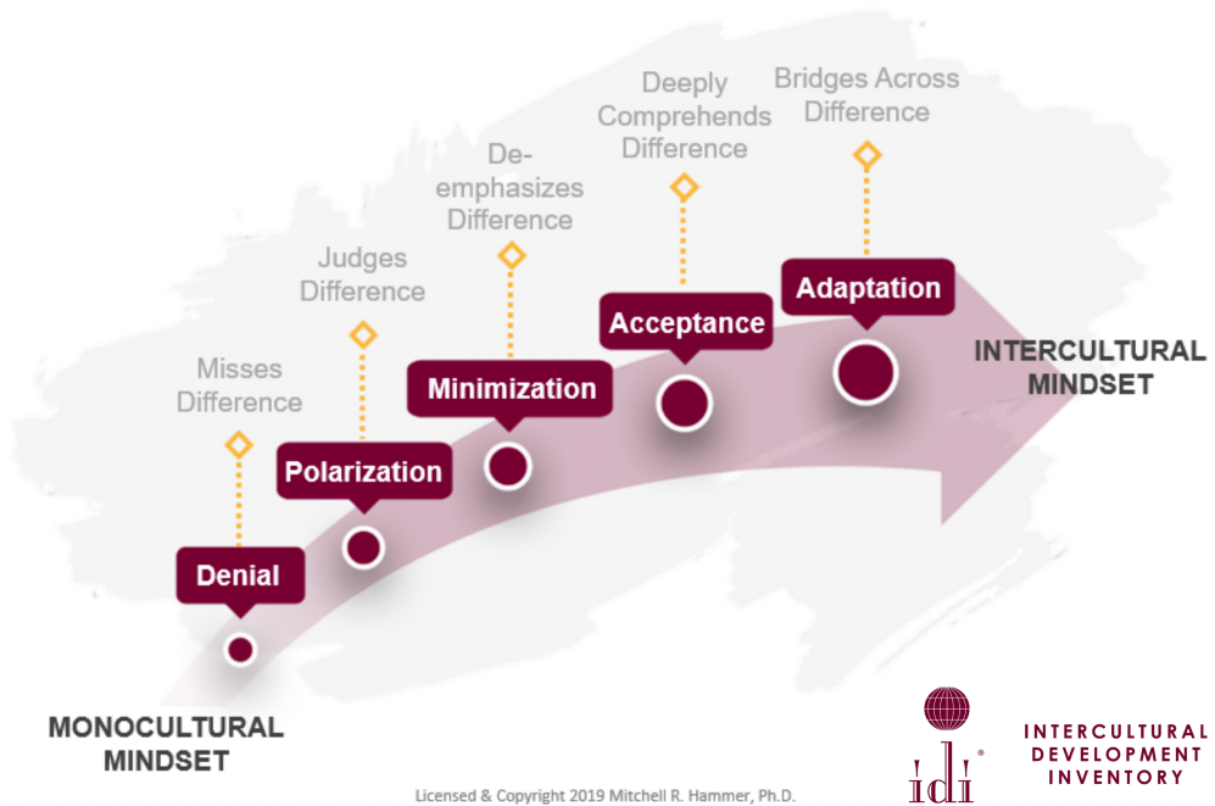 Bridges Across
Difference
Deeply
Comprehends
Difference
De-
emphasizes
Difference
Judges
Difference
Misses
Difference
Adaptation
Acceptance
Minimization
Polarization
Denial
INTERCULTURAL
MINDSET
MONOCULTURAL
MINDSET
idi®
INTERCULTURAL
DEVELOPMENT
INVENTORY
Licensed & Copyright 2019 Mitchell R. Hammer, Ph.D.